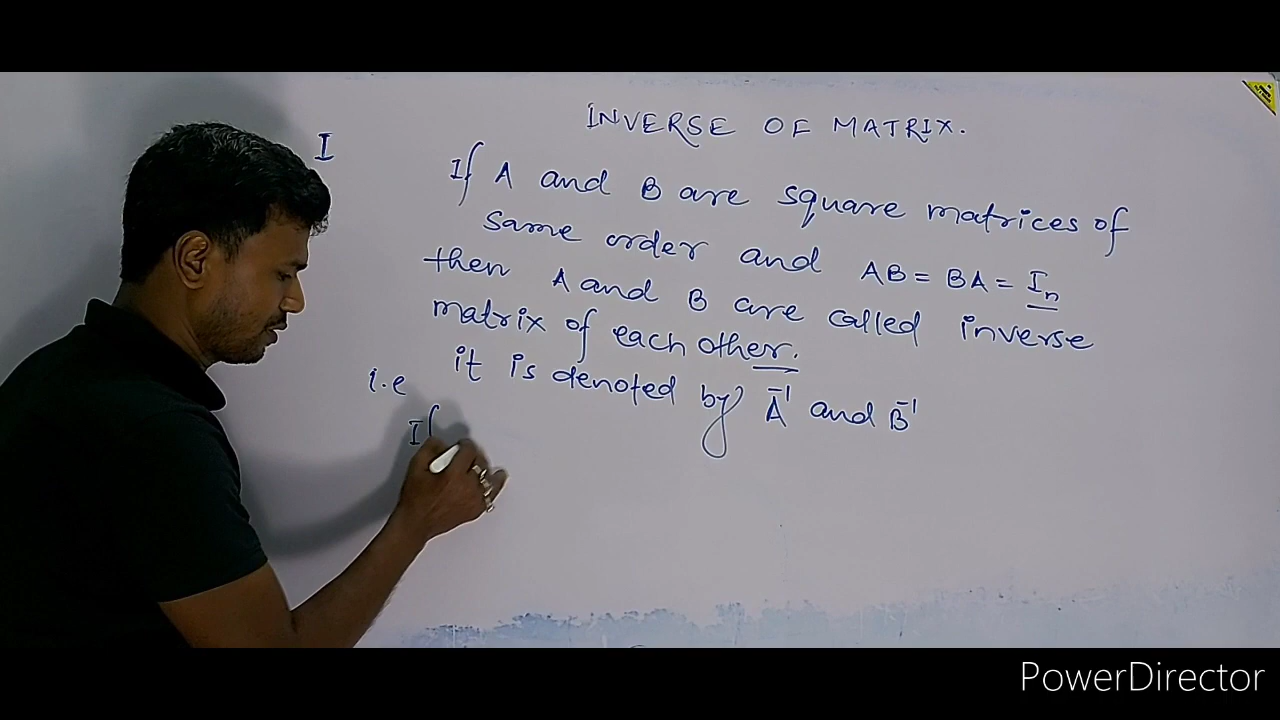 INVERSE OF MATRIX.
I
If A and B are square matrices of
same order and AB = BA = Iₙ
then A and B are called inverse
matrix of each other.
it is denoted by A⁻¹ and B⁻¹
i.e
If
PowerDirector